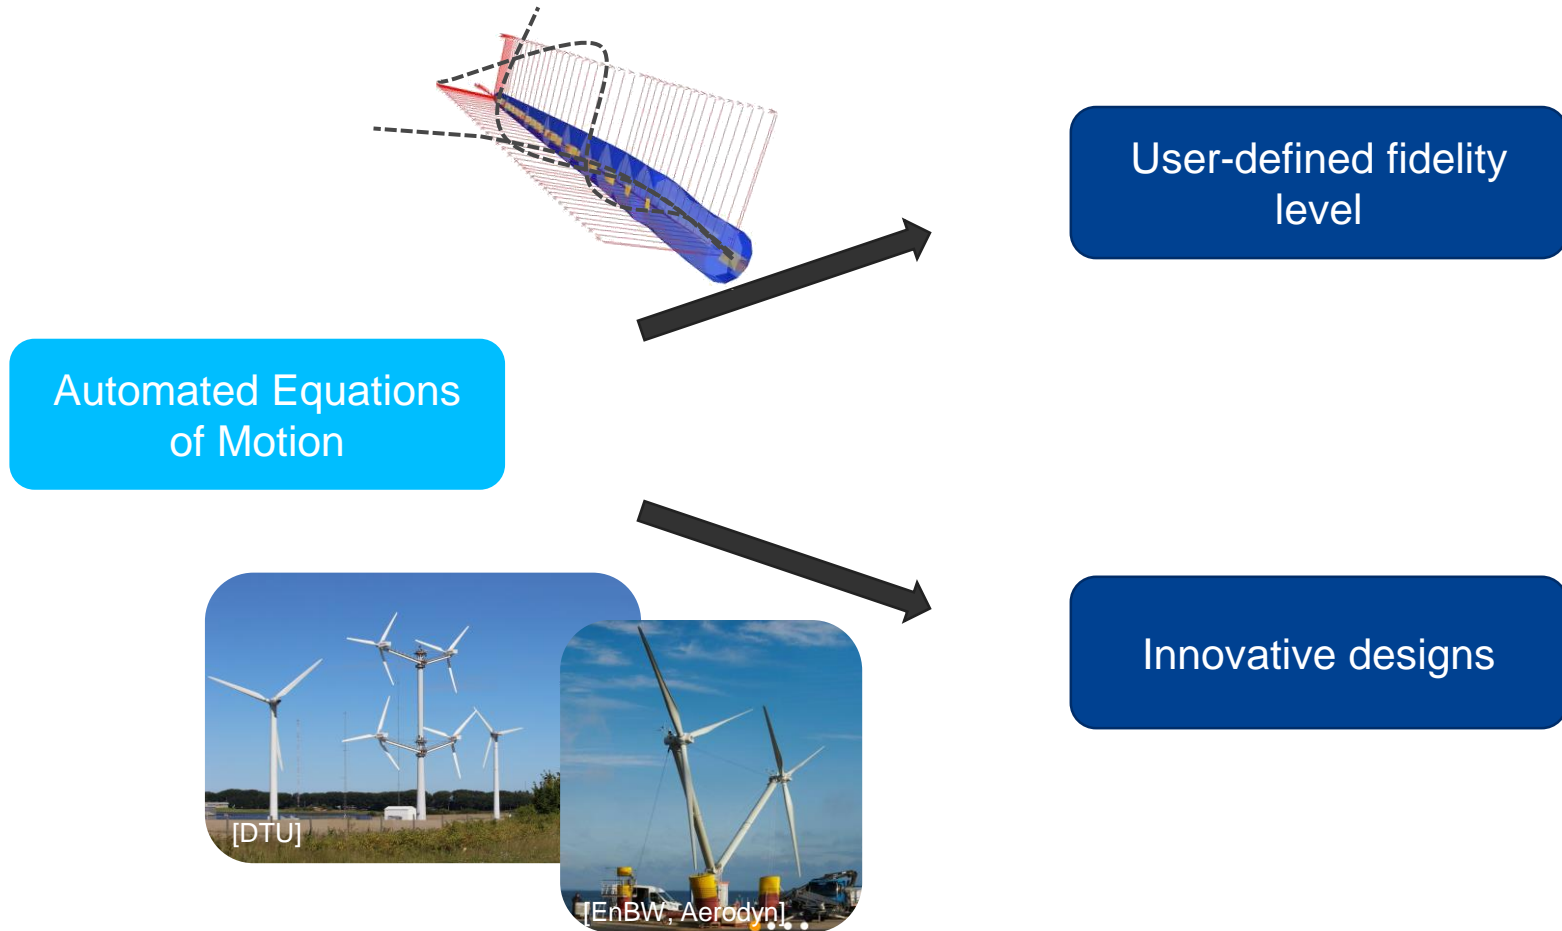 User-defined fidelity
level
Automated Equations
of Motion
Innovative designs
[DTU]
[EnBW, Aerodyn]